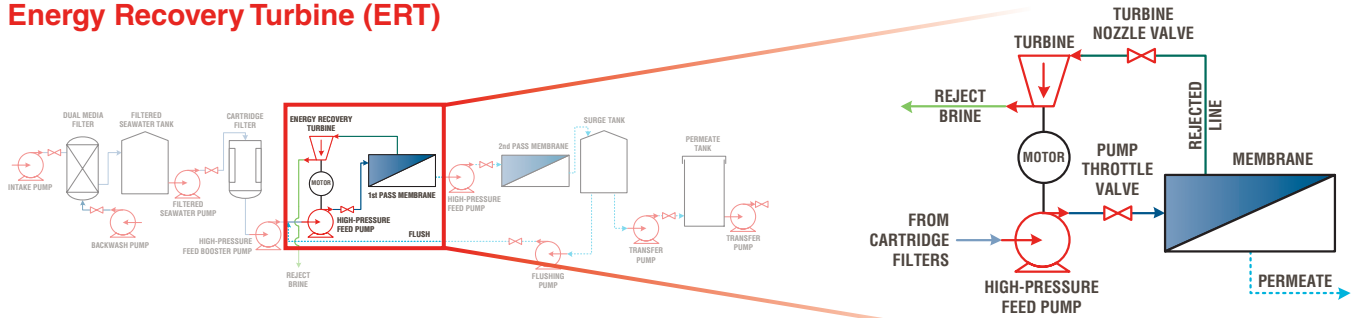 Energy Recovery Turbine (ERT)
DUAL MEDIA
FILTER
FILTERED
SEAWATER TANK
CARTRIDGE
FILTER
ENERGY RECOVERY
TURBINE
MOTOR
1st PASS MEMBRANE
HIGH-PRESSURE
FEED PUMP
FLUSH
INTAKE PUMP
BACKWASH PUMP
FILTERED
SEAWATER PUMP
HIGH-PRESSURE
FEED BOOSTER PUMP
REJECT
BRINE
2nd PASS MEMBRANE
HIGH-PRESSURE
FEED PUMP
SURGE TANK
PERMEATE
TANK
FLUSHING
PUMP
TRANSFER
PUMP
TRANSFER
PUMP
TURBINE
NOZZLE VALVE
TURBINE
REJECT
BRINE
REJECTED
LINE
MOTOR
PUMP
THROTTLE
VALVE
MEMBRANE
FROM
CARTRIDGE
FILTERS
HIGH-PRESSURE
FEED PUMP
PERMEATE